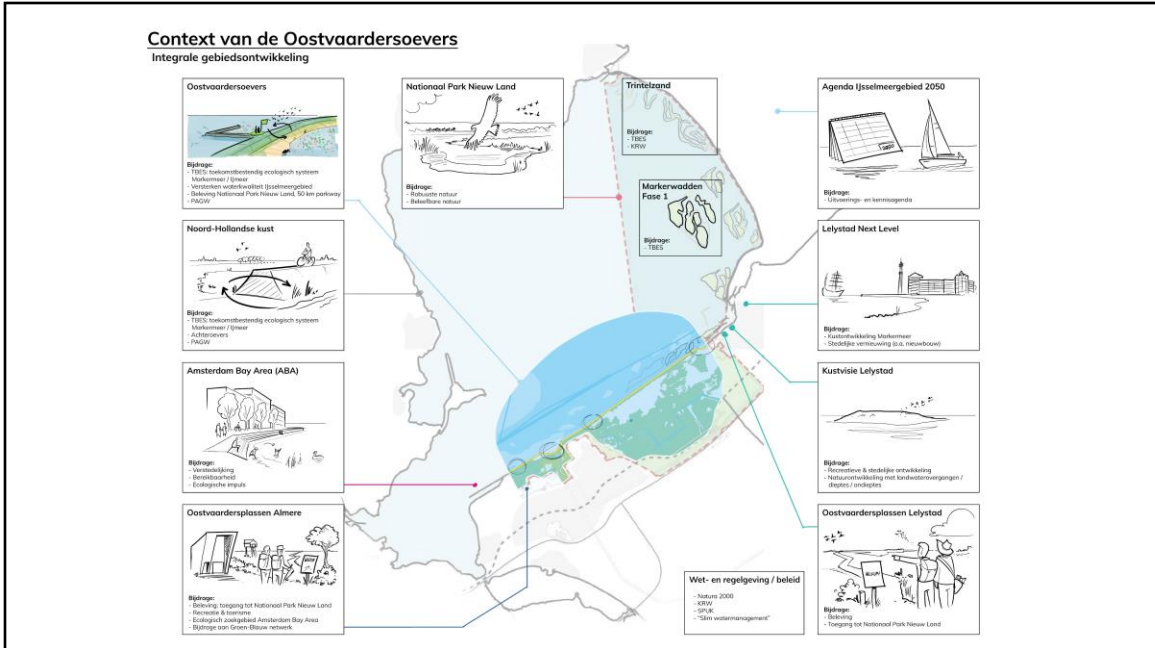 Context van de Oostvaardersoevers
Integrale gebiedsontwikkeling
Oostvaardersoevers
Bijdrage:
- TBES: toekomstbestendig ecologisch systeem
Markermeer / IJmeer
- Versterken waterkwaliteit IJsselmeergebied
- Beleving Nationaal Park Nieuw Land, 50 km parkway
- PAGW
Nationaal Park Nieuw Land
Bijdrage:
- Robuuste natuur
- Beleefbare natuur
Trintelzand
Bijdrage:
- TBES
- KRW
Markerwadden
Fase 1
Bijdrage:
- TBES
Agenda IJsselmeergebied 2050
Bijdrage:
- Uitvoerings- en kennisagenda
Noord-Hollandse kust
Bijdrage:
- TBES: toekomstbestendig ecologisch systeem
Markermeer / IJmeer
- Achteroevers
- PAGW
Lelystad Next Level
Bijdrage:
- Kustontwikkeling Markermeer
- Stedelijke vernieuwing (o.a. nieuwbouw)
Amsterdam Bay Area (ABA)
Bijdrage:
- Verstedelijking
- Bereikbaarheid
- Ecologische impuls
Kustvisie Lelystad
Bijdrage:
- Recreatieve & stedelijke ontwikkeling
- Natuurontwikkeling met landwaterovergangen /
dieptes / ondieptes
Oostvaardersplassen Almere
Bijdrage:
- Beleving: toegang tot Nationaal Park Nieuw Land
- Recreatie & toerisme
- Ecologisch zoekgebied Amsterdam Bay Area
- Bijdrage aan Groen-Blauw netwerk
Wet- en regelgeving / beleid
- Natura 2000
- KRW
- SPUK
- "Slim watermanagement"
Oostvaardersplassen Lelystad
Bijdrage:
- Beleving
- Toegang tot Nationaal Park Nieuw Land